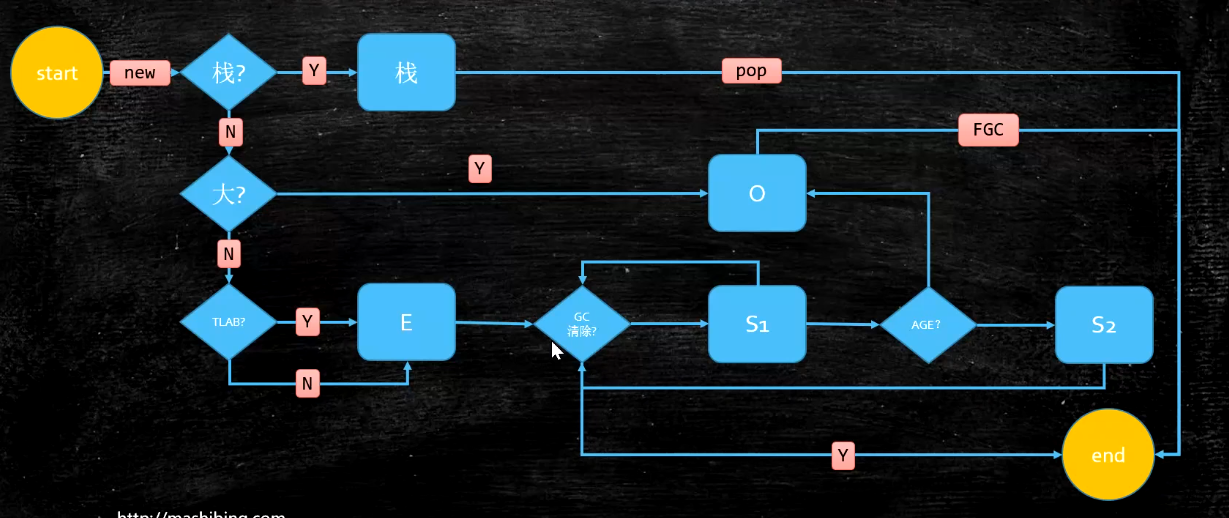 start
new
栈?
Y
栈
pop
N
FGC
大?
Y
O
N
TLAB?
Y
E
GC
清除?
S1
AGE?
S2
N
Y
end
http://mashibing.com